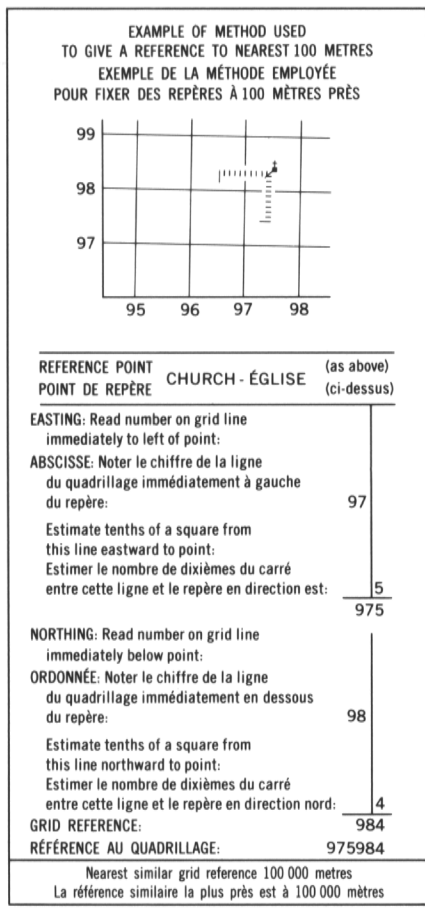 EXAMPLE OF METHOD USED
TO GIVE A REFERENCE TO NEAREST 100 METRES
EXEMPLE DE LA MÉTHODE EMPLOYÉE
POUR FIXER DES REPÈRES À 100 MÈTRES PRÈS
99
98
97
95 96 97 98
REFERENCE POINT
POINT DE REPÈRE
CHURCH - ÉGLISE
(as above)
(ci-dessus)
EASTING: Read number on grid line
immediately to left of point:
ABSCISSE: Noter le chiffre de la ligne
du quadrillage immédiatement à gauche
du repère: 97
Estimate tenths of a square from
this line eastward to point:
Estimer le nombre de dixièmes du carré
entre cette ligne et le repère en direction est: 5
975
NORTHING: Read number on grid line
immediately below point:
ORDONNÉE: Noter le chiffre de la ligne
du quadrillage immédiatement en dessous
du repère: 98
Estimate tenths of a square from
this line northward to point:
Estimer le nombre de dixièmes du carré
entre cette ligne et le repère en direction nord: 4
GRID REFERENCE: 984
RÉFÉRENCE AU QUADRILLAGE: 975984
Nearest similar grid reference 100 000 metres
La référence similaire la plus près est à 100 000 mètres